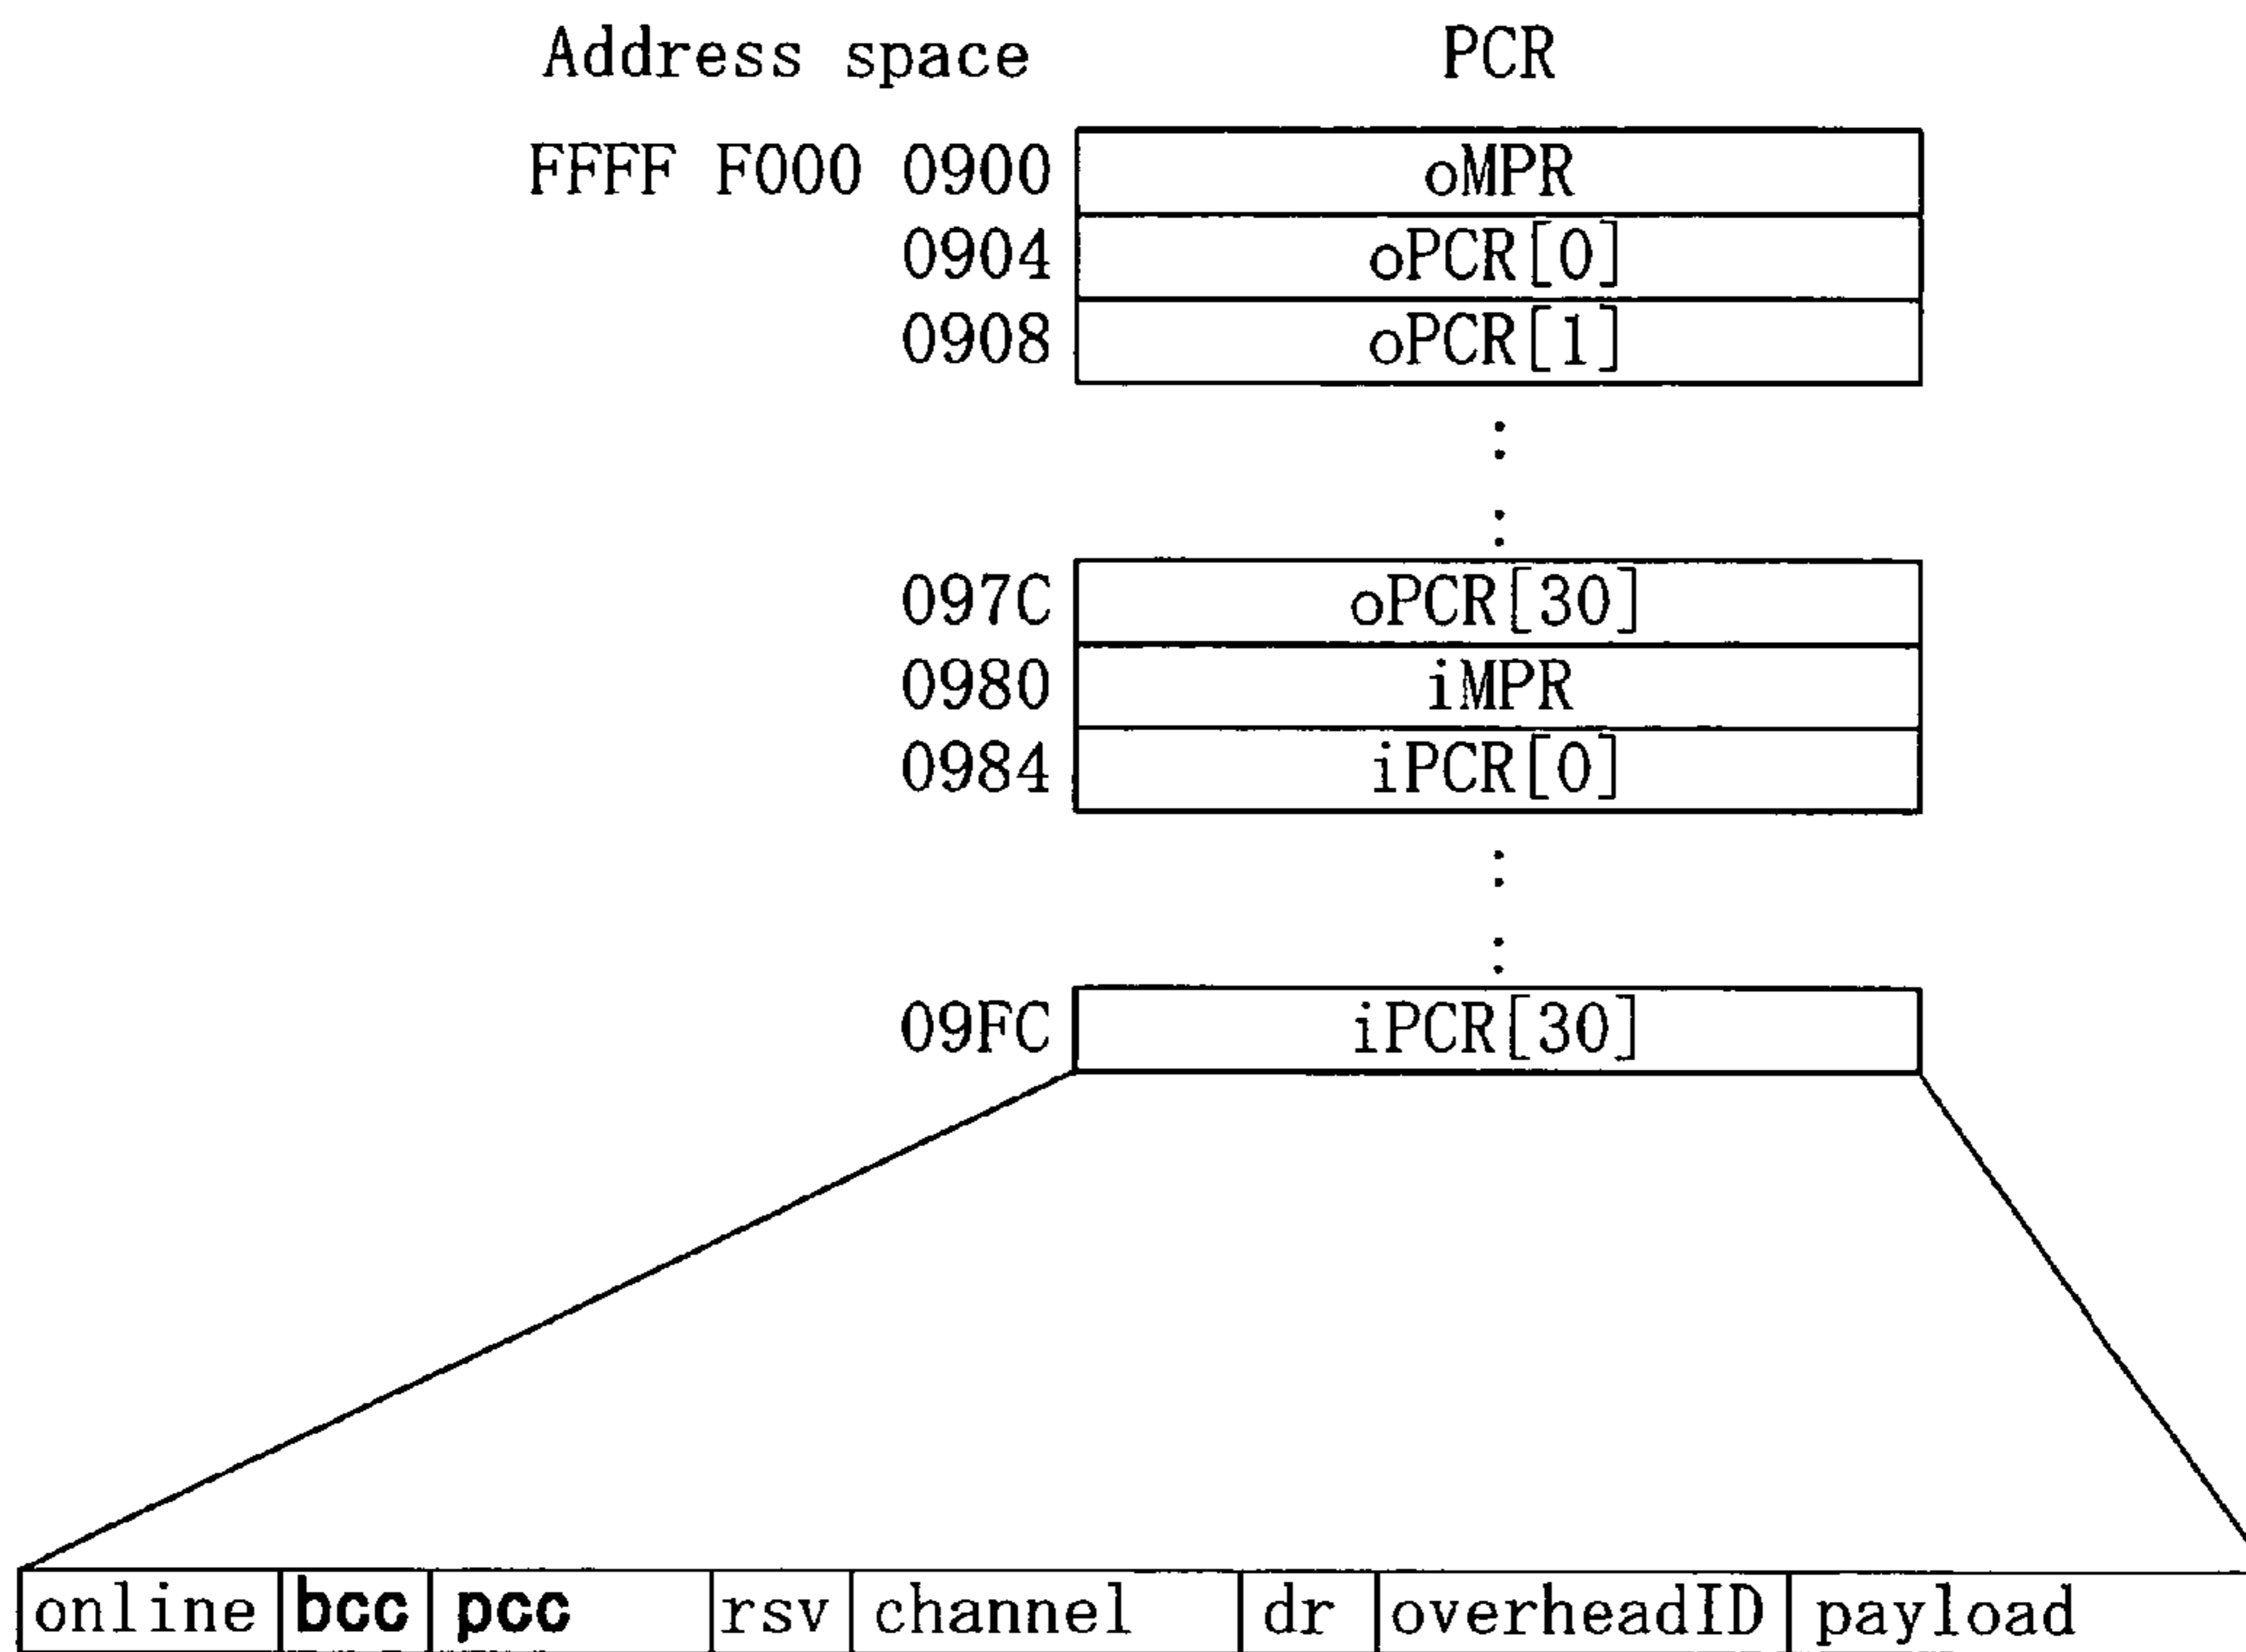 Address space PCR
FFFF F000 0900 oMPR
0904 oPCR[0]
0908 oPCR[1]
097C oPCR[30]
0980 iMPR
0984 iPCR[0]
09FC iPCR[30]
online bcc pcc rsv channel dr overheadID payload